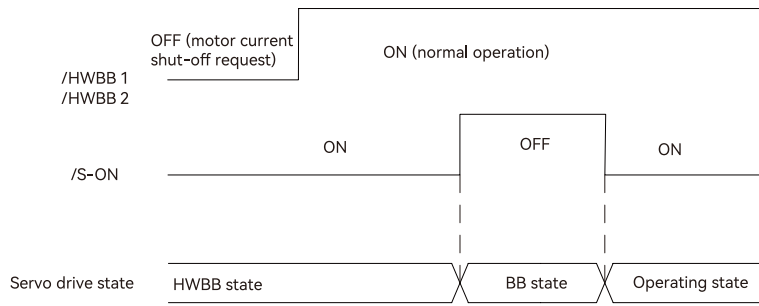 OFF (motor current
shut-off request)
ON (normal operation)
/HWBB 1
/HWBB 2
ON
OFF
ON
/S-ON
Servo drive state
HWBB state
BB state
Operating state